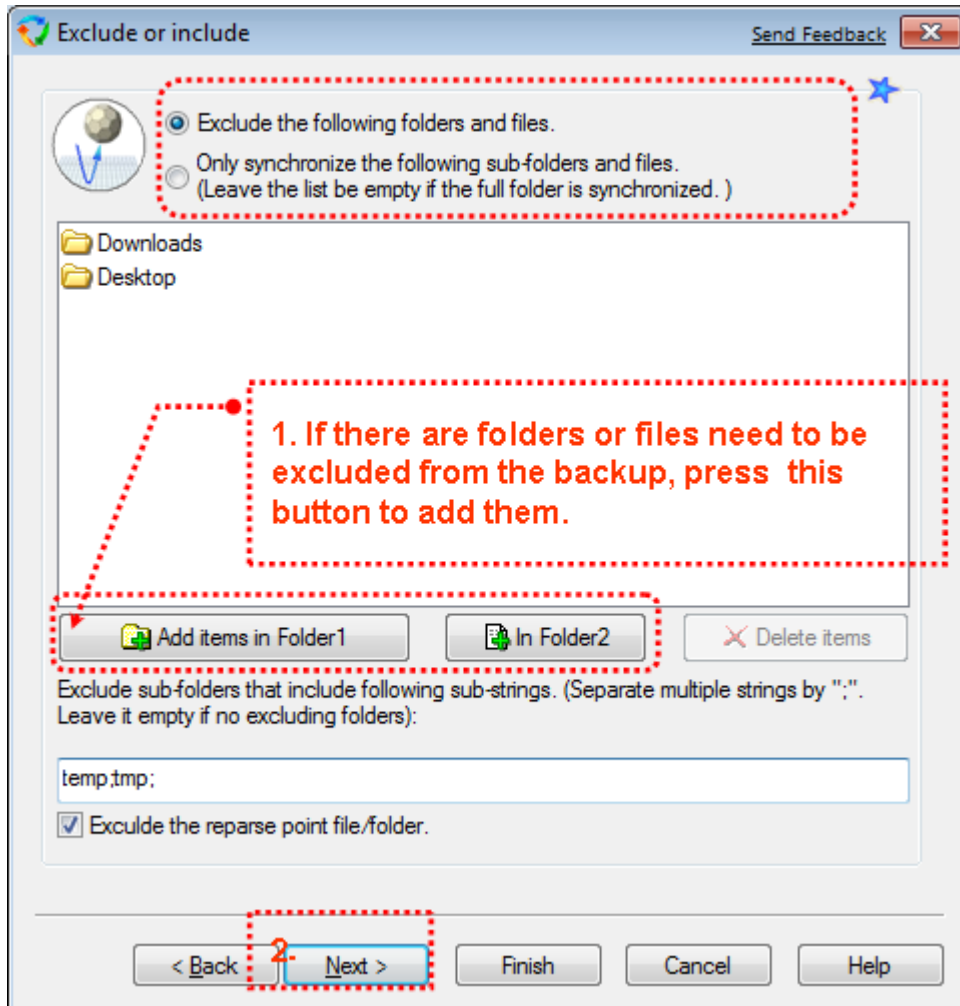 Exclude or include
Send Feedback
Exclude the following folders and files.
Only synchronize the following sub-folders and files.
(Leave the list be empty if the full folder is synchronized. )
Downloads
Desktop
1. If there are folders or files need to be
excluded from the backup, press  this
button to add them.
Add items in Folder1
In Folder2
Delete items
Exclude sub-folders that include following sub-strings. (Separate multiple strings by ";".
Leave it empty if no excluding folders):
temp;tmp;
Exculde the reparse point file/folder.
< Back
2.
Next >
Finish
Cancel
Help